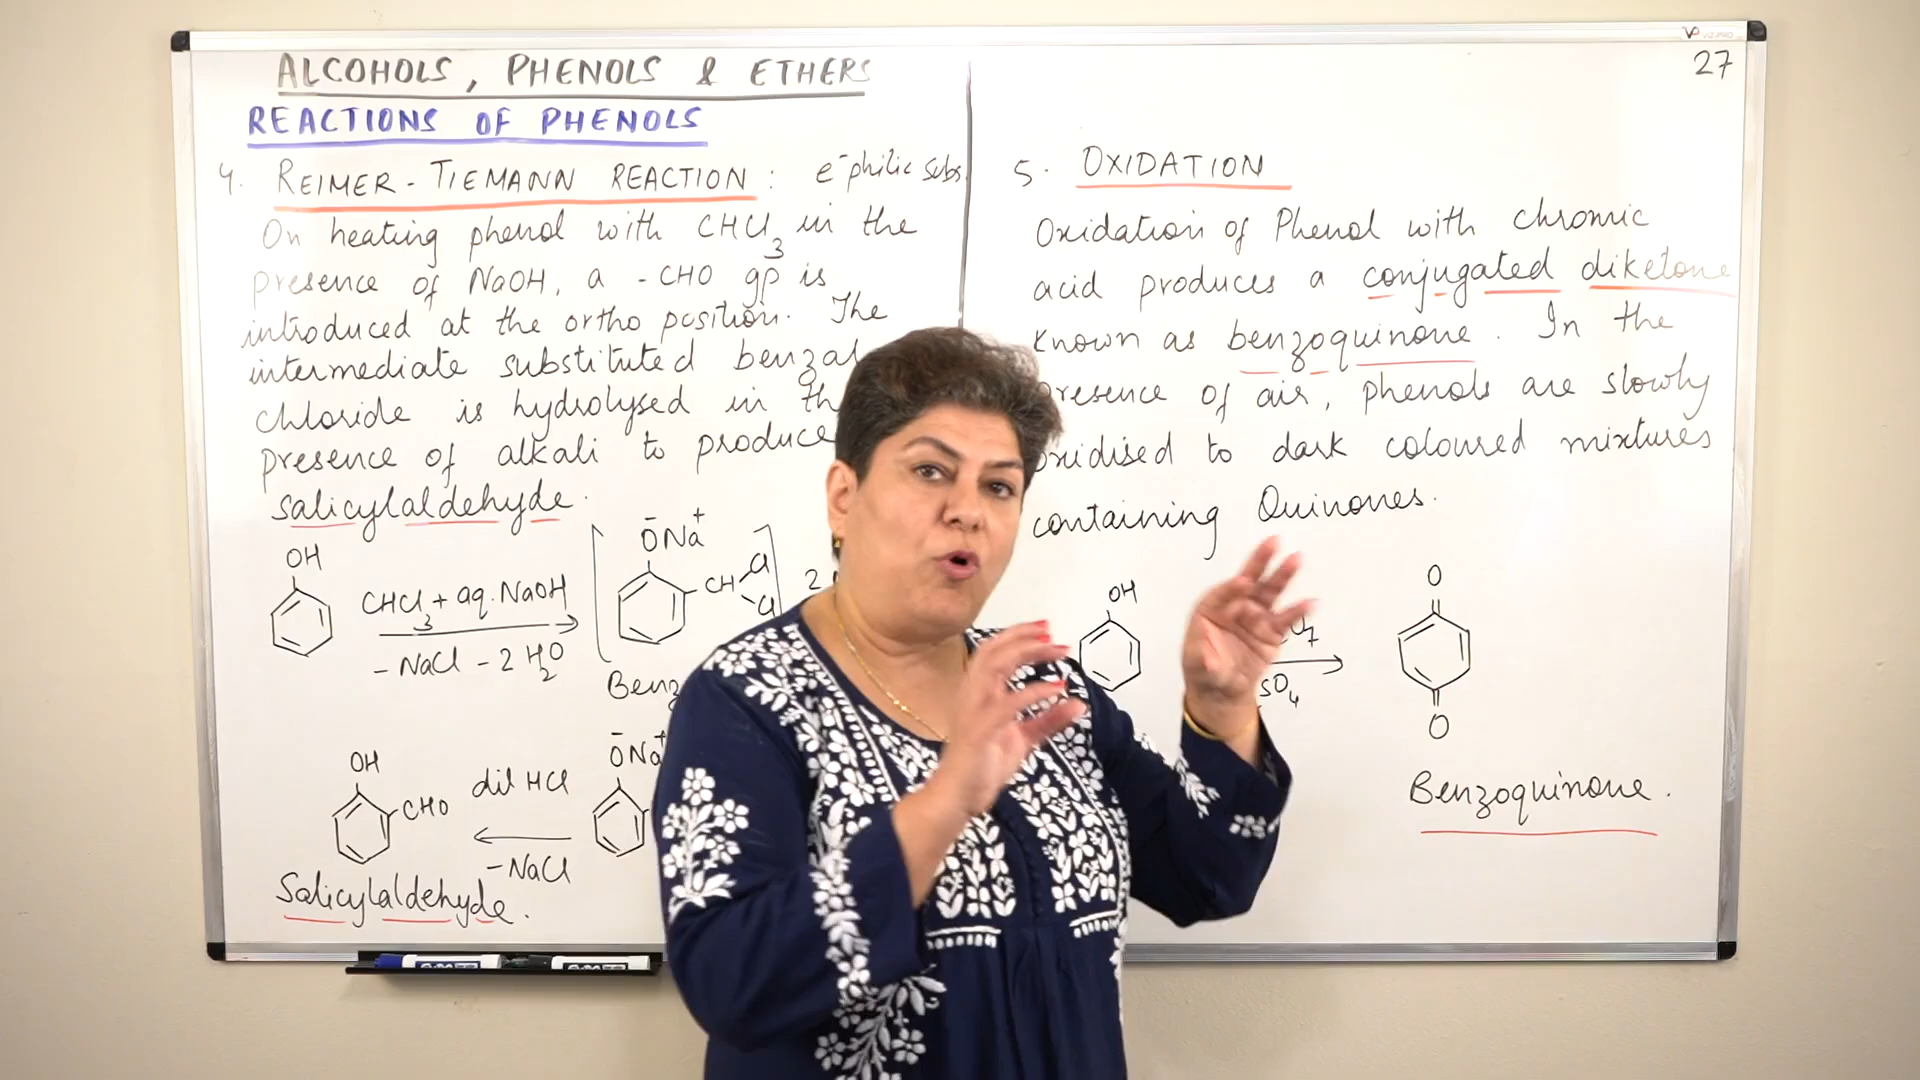 ALCOHOLS, PHENOLS & ETHERS
27
REACTIONS OF PHENOLS
4. REIMER-TIEMANN REACTION: e⁻philic subs.
On heating phenol with CHCl₃ in the
presence of NaOH, a -CHO gp is
introduced at the ortho position. The
intermediate substituted benzal
chloride is hydrolysed in the
presence of alkali to produce
salicylaldehyde.
OH
CHCl₃ + aq. NaOH
- NaCl - 2 H₂O
ŌNa⁺
CH
Cl
Cl
2
OH
CHO
dil HCl
-NaCl
ŌNa⁺
Salicylaldehyde.
5. OXIDATION
Oxidation of Phenol with chromic
acid produces a conjugated diketone
known as benzoquinone. In the
presence of air, phenols are slowly
oxidised to dark coloured mixtures
containing Quinones.
OH
SO₄
O
O
Benzoquinone.